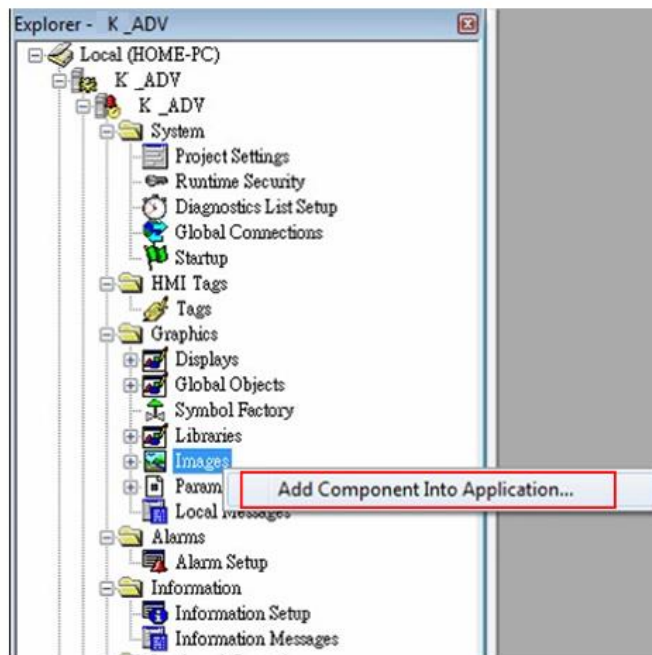 Explorer - K _ADV
Local (HOME-PC)
K _ADV
K _ADV
System
Project Settings
Runtime Security
Diagnostics List Setup
Global Connections
Startup
HMI Tags
Tags
Graphics
Displays
Global Objects
Symbol Factory
Libraries
Images
Add Component Into Application...
Param
Local Messages
Alarms
Alarm Setup
Information
Information Setup
Information Messages